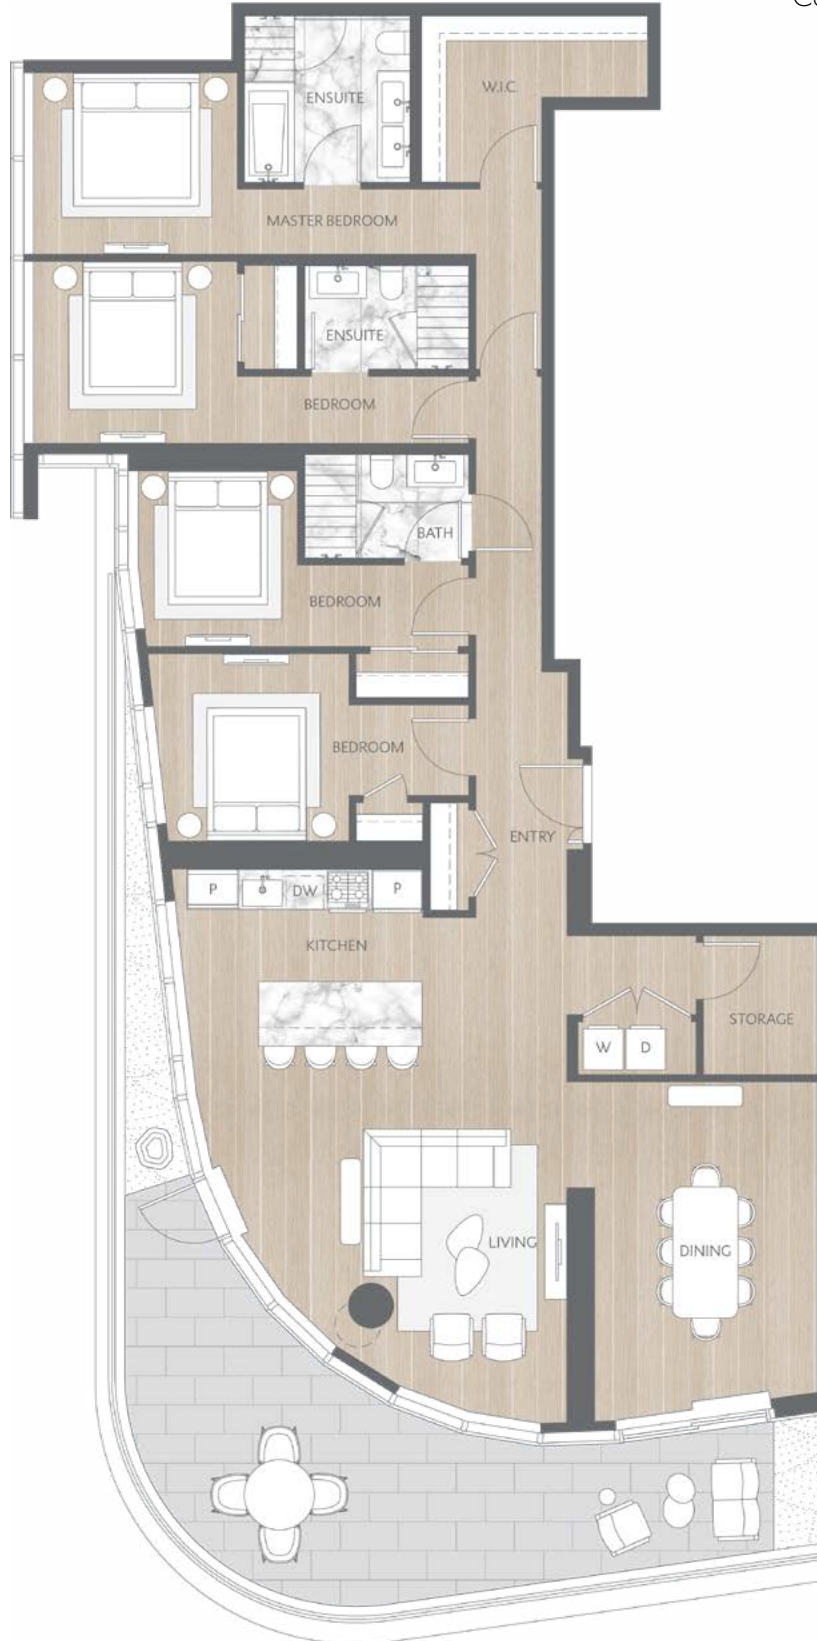 ENSUITE
W.I.C.
MASTER BEDROOM
ENSUITE
BEDROOM
BATH
BEDROOM
BEDROOM
ENTRY
P
DW
P
KITCHEN
STORAGE
W
D
LIVING
DINING